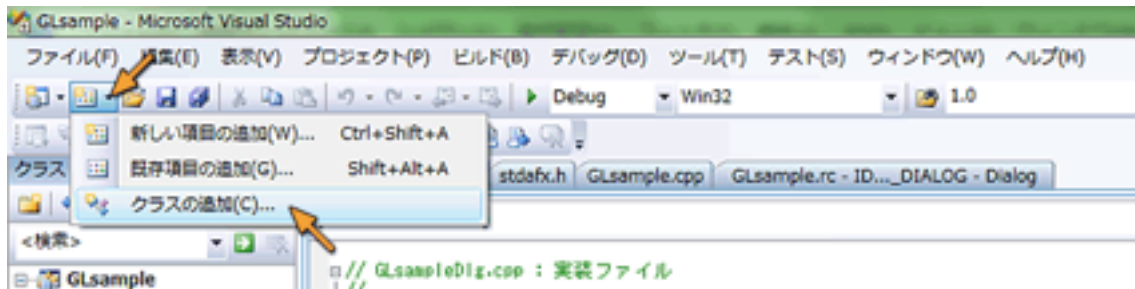 GLsample - Microsoft Visual Studio
ファイル(F) 編集(E) 表示(V) プロジェクト(P) ビルド(B) デバッグ(D) ツール(T) テスト(S) ウィンドウ(W) ヘルプ(H)
Debug Win32 1.0
新しい項目の追加(W)... Ctrl+Shift+A
既存項目の追加(G)... Shift+Alt+A
クラス stdafx.h GLsample.cpp GLsample.rc - ID..._DIALOG - Dialog
クラスの追加(C)...
<検索>
// GLsampleDlg.cpp : 実装ファイル
GLsample //